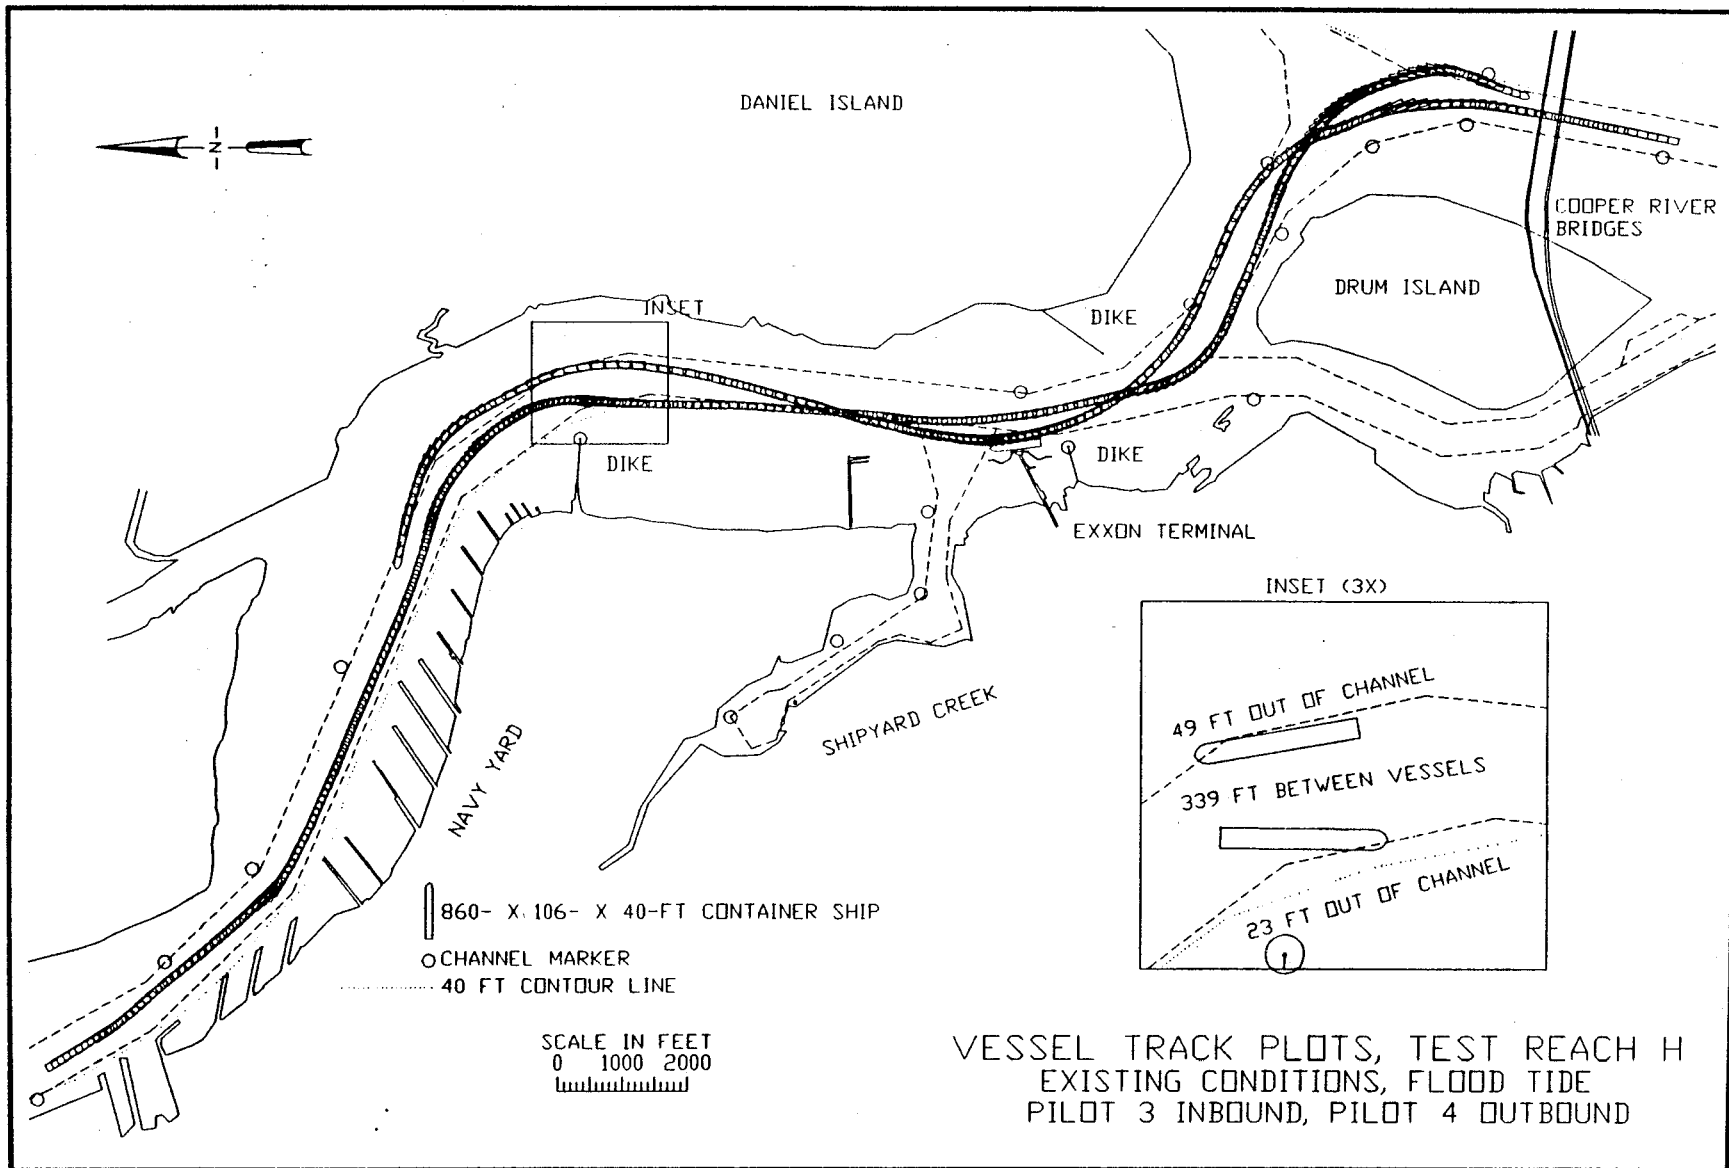 DANIEL ISLAND
N
COOPER RIVER
BRIDGES
DRUM ISLAND
INSET
DIKE
DIKE
DIKE
EXXON TERMINAL
INSET (3X)
49 FT OUT OF CHANNEL
339 FT BETWEEN VESSELS
23 FT OUT OF CHANNEL
SHIPYARD CREEK
NAVY YARD
860- X 106- X 40-FT CONTAINER SHIP
CHANNEL MARKER
40 FT CONTOUR LINE
SCALE IN FEET
0 1000 2000
VESSEL TRACK PLOTS, TEST REACH H
EXISTING CONDITIONS, FLOOD TIDE
PILOT 3 INBOUND, PILOT 4 OUTBOUND